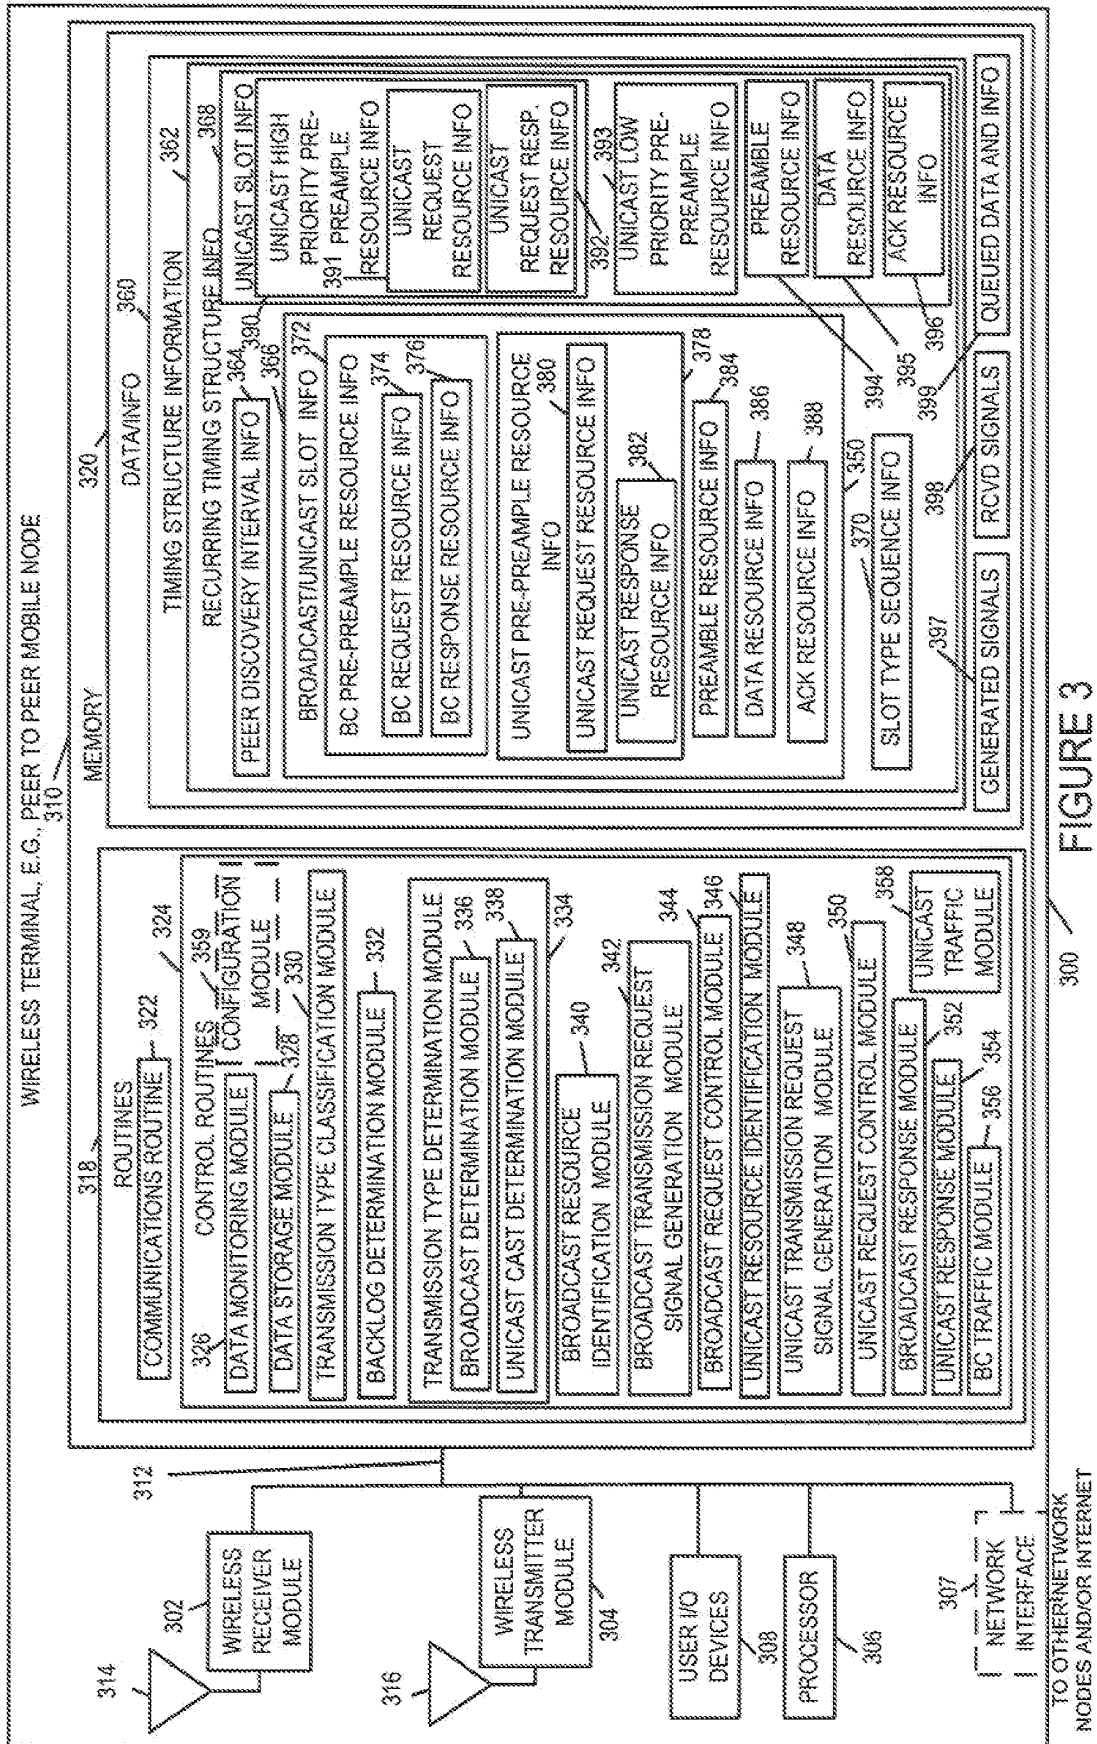 WIRELESS TERMINAL, E.G., PEER TO PEER MOBILE NODE
310
314
302
WIRELESS
RECEIVER
MODULE
316
WIRELESS
TRANSMITTER
MODULE
304
USER I/O
DEVICES
308
PROCESSOR
306
307
NETWORK
INTERFACE
TO OTHER NETWORK
NODES AND/OR INTERNET
312
MEMORY
318
ROUTINES
322
COMMUNICATIONS ROUTINE
324
CONTROL ROUTINES
359
CONFIGURATION
MODULE
326
DATA MONITORING MODULE
328
DATA STORAGE MODULE
330
TRANSMISSION TYPE CLASSIFICATION MODULE
BACKLOG DETERMINATION MODULE
332
TRANSMISSION TYPE DETERMINATION MODULE
336
BROADCAST DETERMINATION MODULE
338
UNICAST CAST DETERMINATION MODULE
334
BROADCAST RESOURCE
IDENTIFICATION MODULE
340
342
BROADCAST TRANSMISSION REQUEST
SIGNAL GENERATION MODULE
344
BROADCAST REQUEST CONTROL MODULE
346
UNICAST RESOURCE IDENTIFICATION MODULE
UNICAST TRANSMISSION REQUEST
SIGNAL GENERATION MODULE
348
350
UNICAST REQUEST CONTROL MODULE
BROADCAST RESPONSE MODULE
352
UNICAST RESPONSE MODULE
354
BC TRAFFIC MODULE
356
358
UNICAST
TRAFFIC
MODULE
320
DATA/INFO
360
TIMING STRUCTURE INFORMATION
362
RECURRING TIMING STRUCTURE INFO
368
PEER DISCOVERY INTERVAL INFO
364
366
BROADCAST/UNICAST SLOT INFO
372
BC PRE-PREAMPLE RESOURCE INFO
374
BC REQUEST RESOURCE INFO
376
BC RESPONSE RESOURCE INFO
UNICAST PRE-PREAMPLE RESOURCE
INFO
380
UNICAST REQUEST RESOURCE INFO
382
UNICAST RESPONSE
RESOURCE INFO
378
384
PREAMBLE RESOURCE INFO
386
DATA RESOURCE INFO
388
ACK RESOURCE INFO
350
370
SLOT TYPE SEQUENCE INFO
390
UNICAST SLOT INFO
UNICAST HIGH
PRIORITY PRE-
PREAMPLE
RESOURCE INFO
391
UNICAST
REQUEST
RESOURCE INFO
UNICAST
REQUEST RESP.
RESOURCE INFO
392
393
UNICAST LOW
PRIORITY PRE-
PREAMPLE
RESOURCE INFO
PREAMBLE
RESOURCE INFO
394
DATA
RESOURCE INFO
395
ACK RESOURCE
INFO
396
397
GENERATED SIGNALS
398
RCVD SIGNALS
399
QUEUED DATA AND INFO
300
FIGURE 3